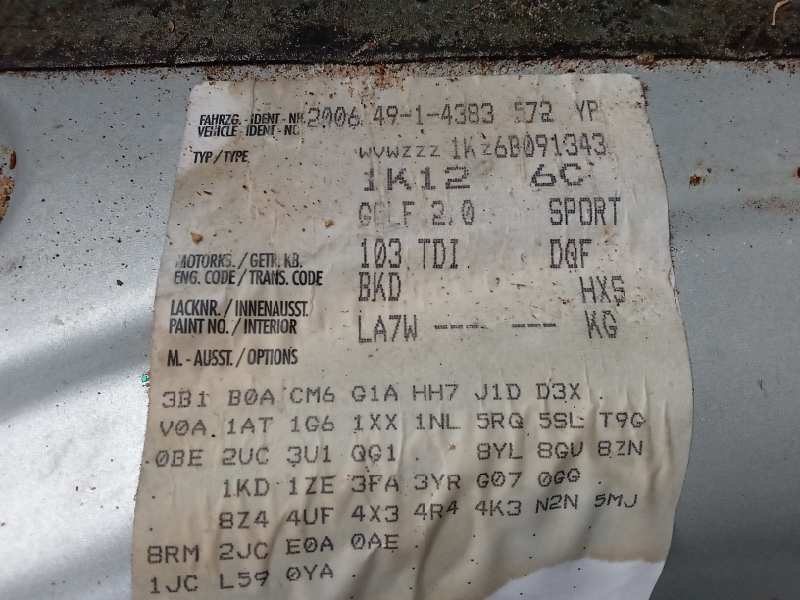 FAHRZG.-IDENT-NR. 2006 49-1-4383 572 YP
VEHICLE-IDENT-NO.
TYP/TYPE WVWZZZ 1KZ6B091343
1K12 6C
GOLF 2,0 SPORT
MOTORKB./GETR.KB. 103 TDI DQF
ENG. CODE/TRANS. CODE BKD HXS
LACKNR./INNENAUSST.
PAINT NO./INTERIOR LA7W ---- --- KG
M.-AUSST./OPTIONS
3B1 B0A CM6 G1A HH7 J1D D3X .
V0A 1AT 1G6 1XX 1NL 5RQ 5SL T9G
0BE 2UC 3U1 QG1 . 8YL 8GV 8ZN
. 1KD 1ZE 3FA 3YR G07 0GG .
. 8Z4 4UF 4X3 4R4 4K3 N2N 5MJ
8RM 2JC E0A 0AE .
1JC L59 0YA .